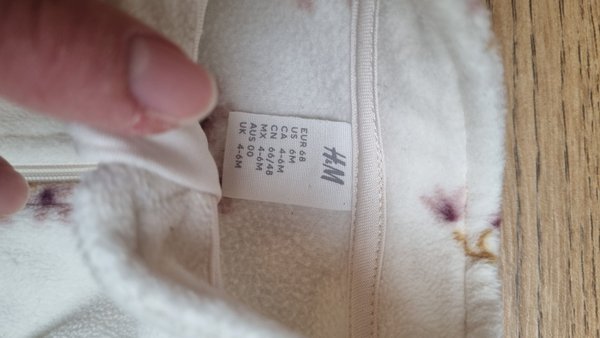 H&M
EUR 68
US 6M
CA 4-6M
CN 66/48
MX 4-6M
AUS 00
UK 4-6M